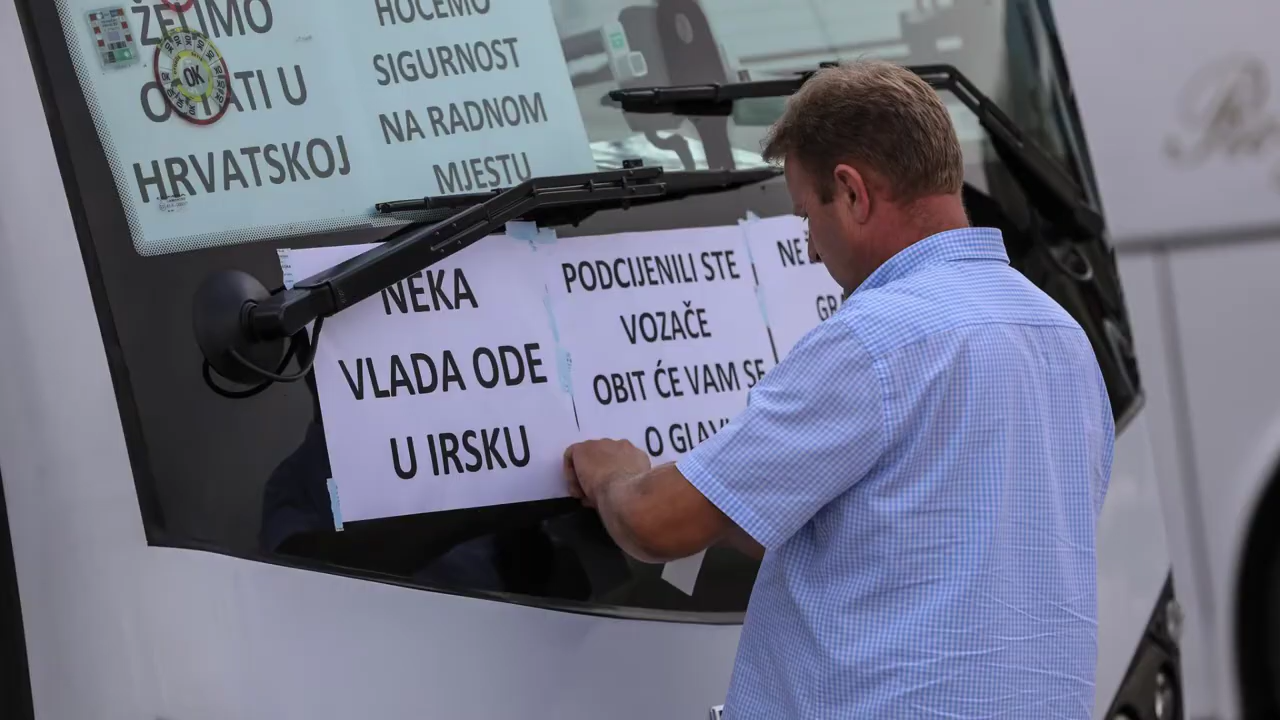 ŽELIMO
U
HRVATSKOJ
OK
HOĆEMO
SIGURNOST
NA RADNOM
MJESTU
NEKA
VLADA ODE
U IRSKU
PODCIJENILI STE
VOZAČE
OBIT ĆE VAM SE
O